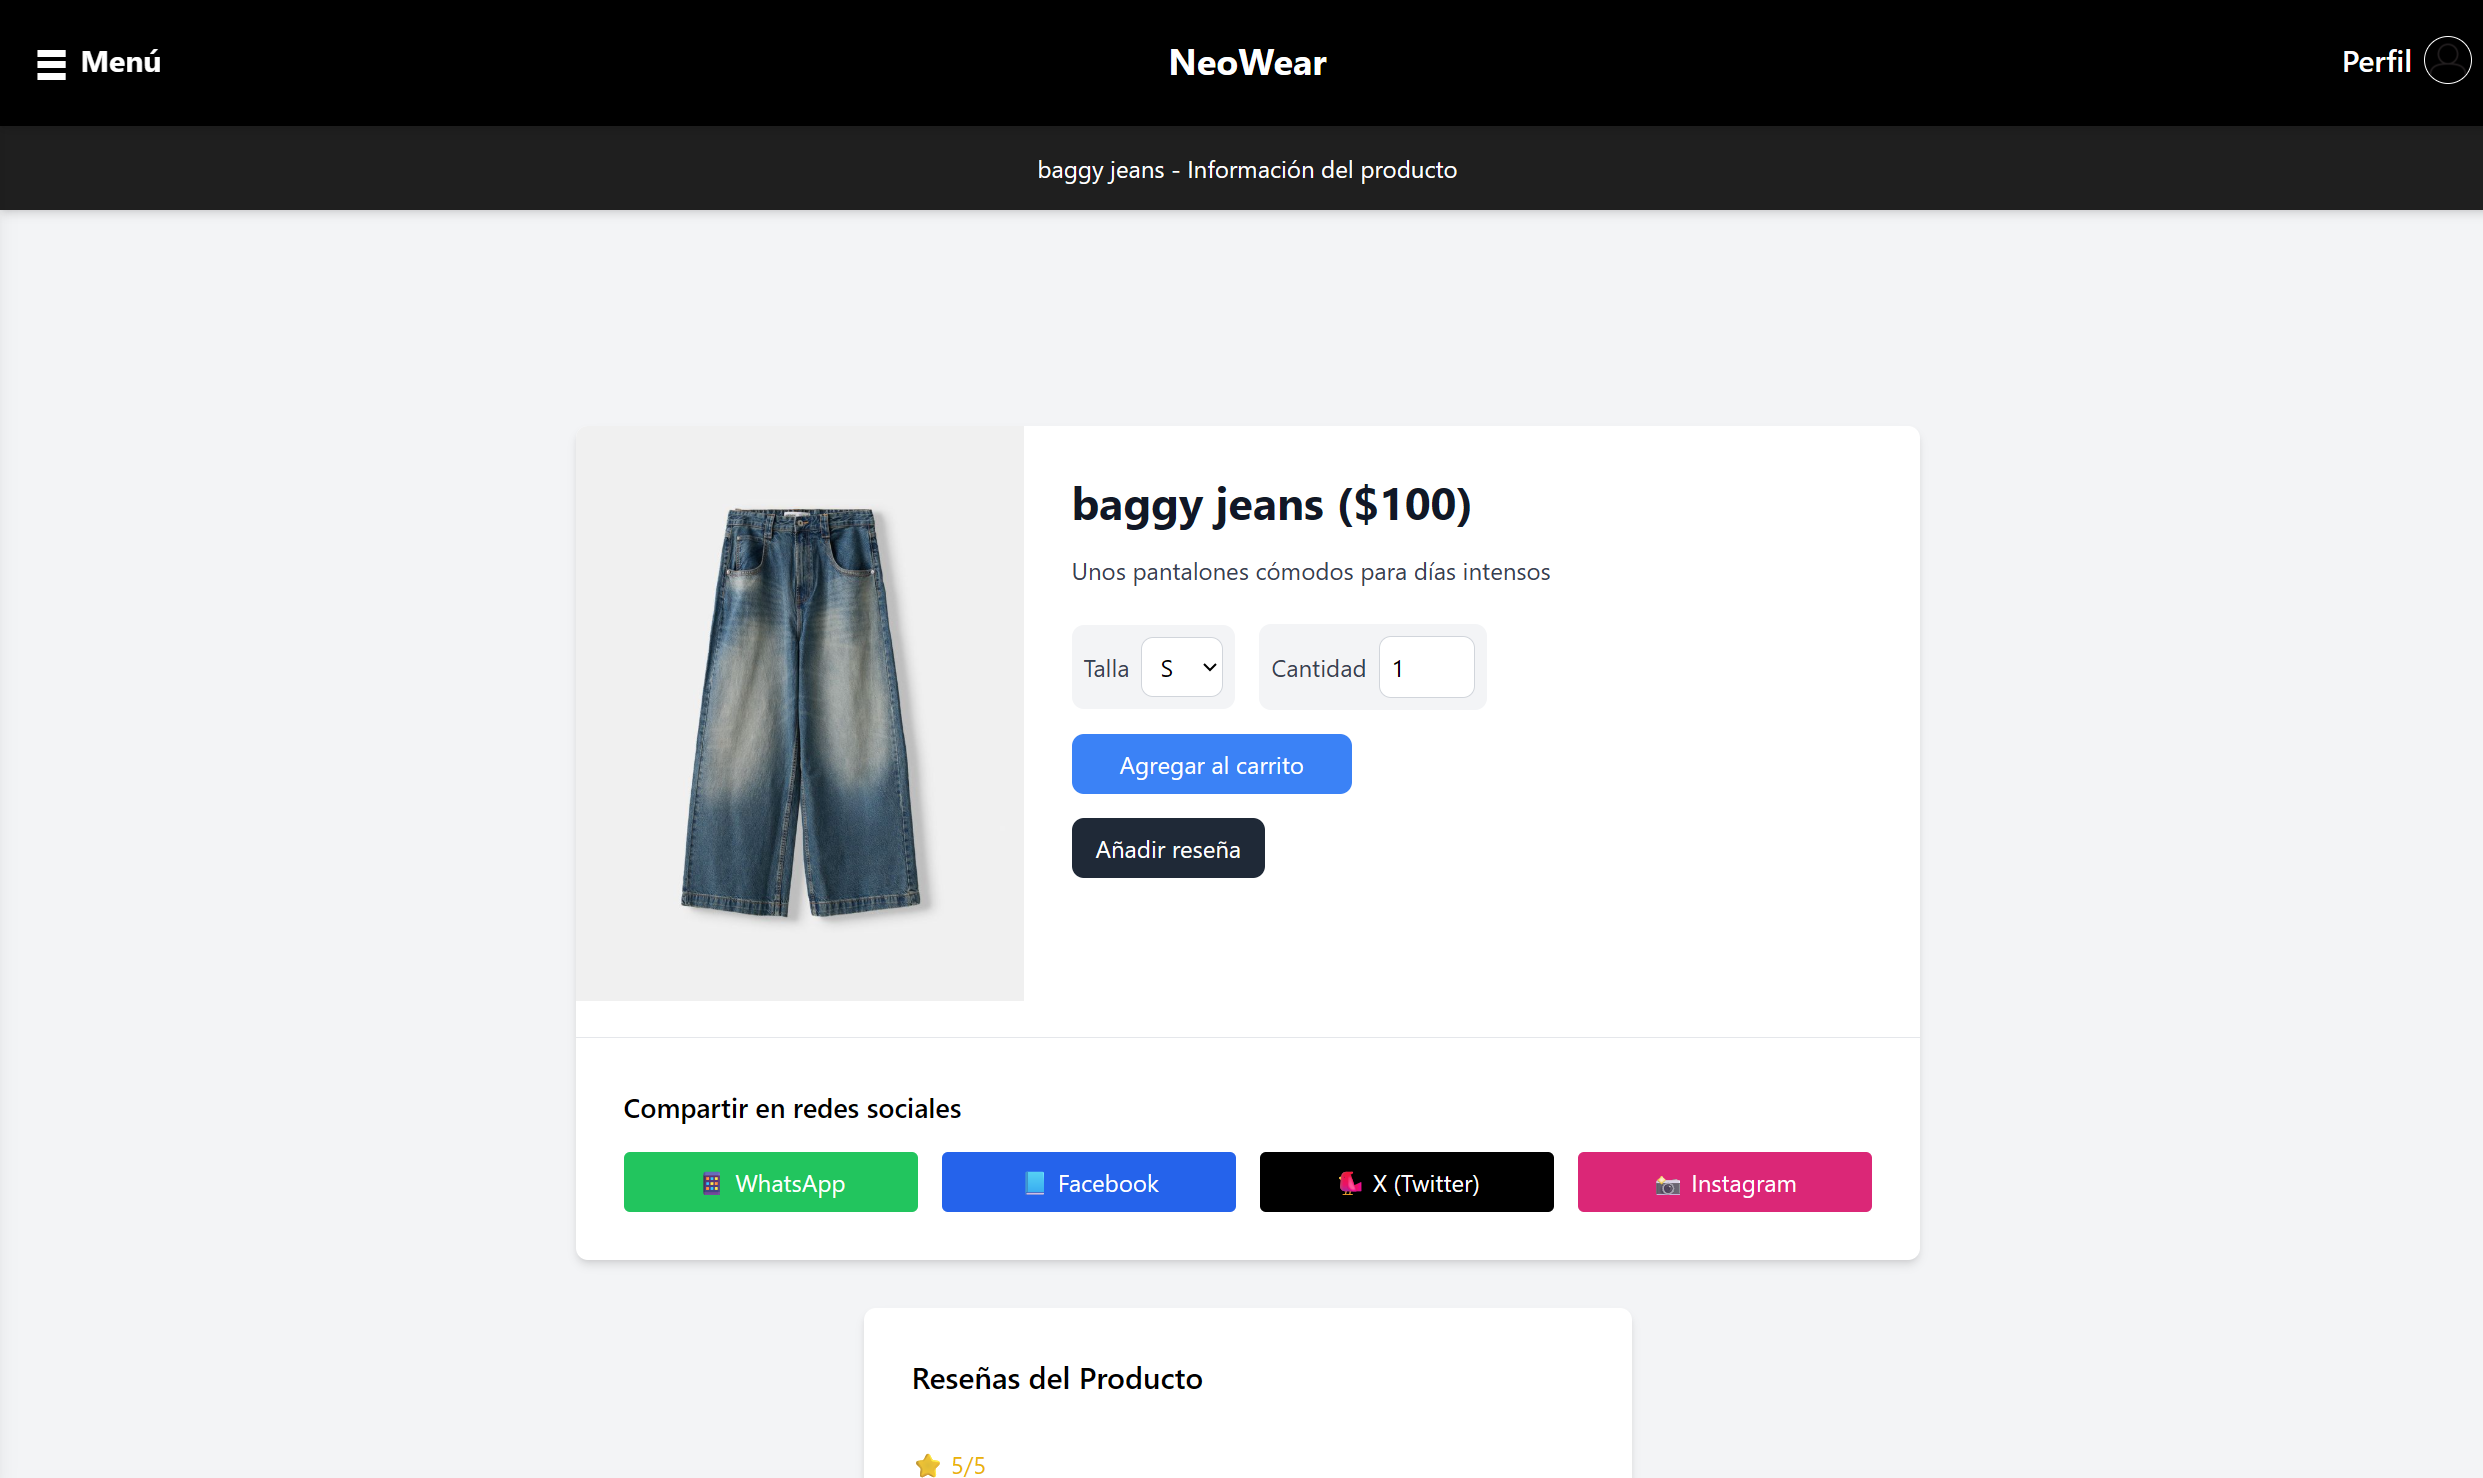 Menú
NeoWear
Perfil
baggy jeans - Información del producto
baggy jeans ($100)
Unos pantalones cómodos para días intensos
Talla S Cantidad 1
Agregar al carrito
Añadir reseña
Compartir en redes sociales
WhatsApp Facebook X (Twitter) Instagram
Reseñas del Producto
5/5